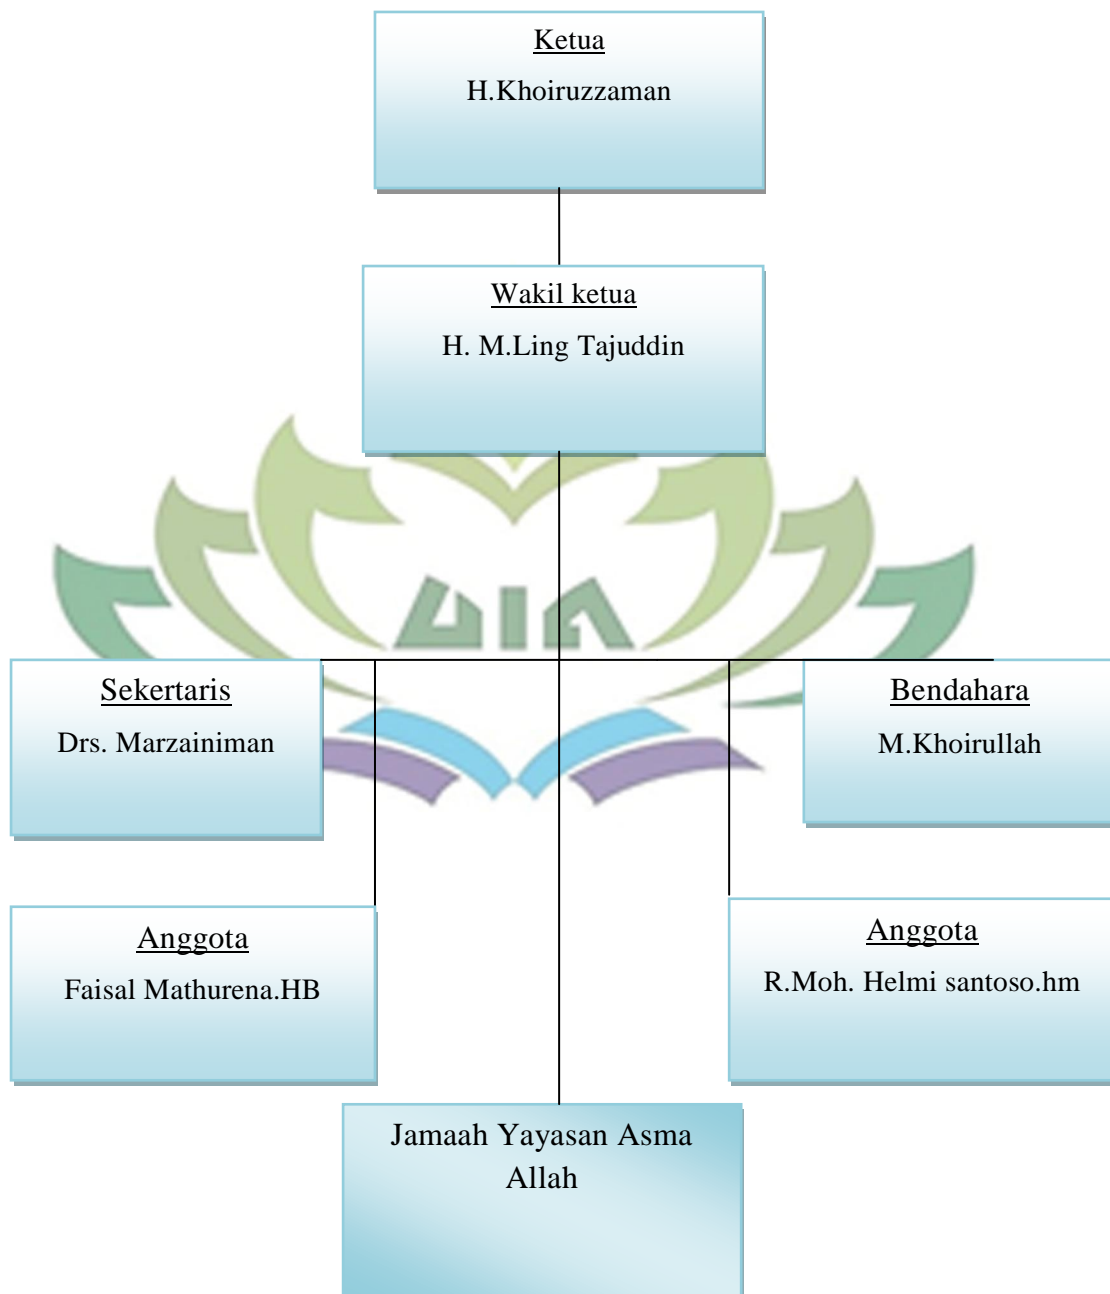 Ketua
H.Khoiruzzaman
Wakil ketua
H. M.Ling Tajuddin
UIN
Sekertaris
Drs. Marzainiman
Bendahara
M.Khoirullah
Anggota
Faisal Mathurena.HB
Anggota
R.Moh. Helmi santoso.hm
Jamaah Yayasan Asma
Allah